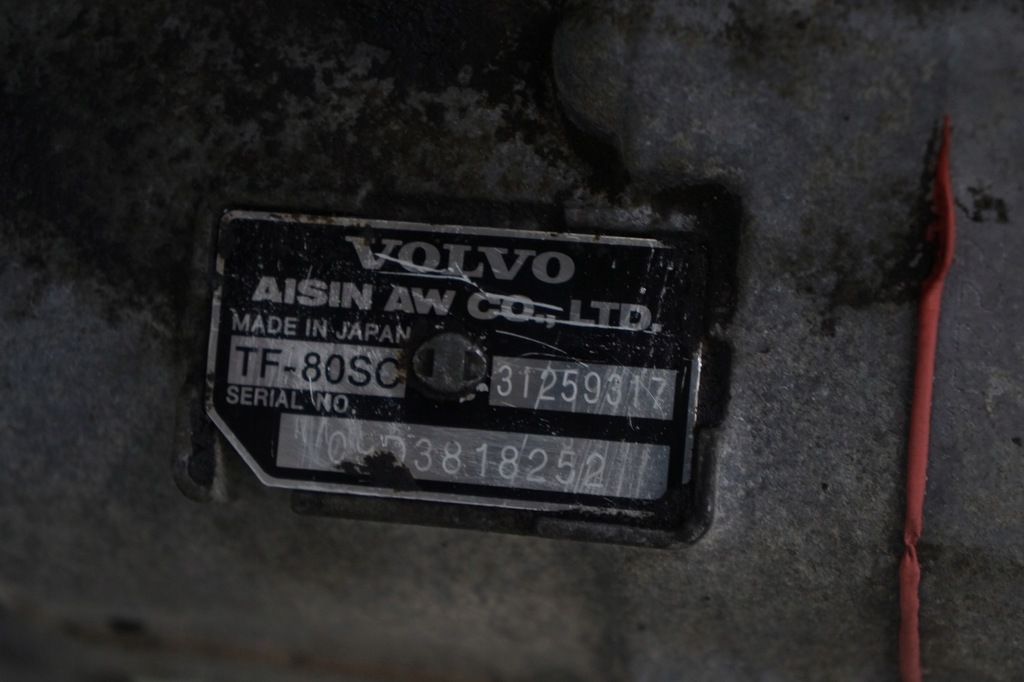 VOLVO
AISIN AW CO., LTD.
MADE IN JAPAN
TF-80SC 31259317
SERIAL NO.